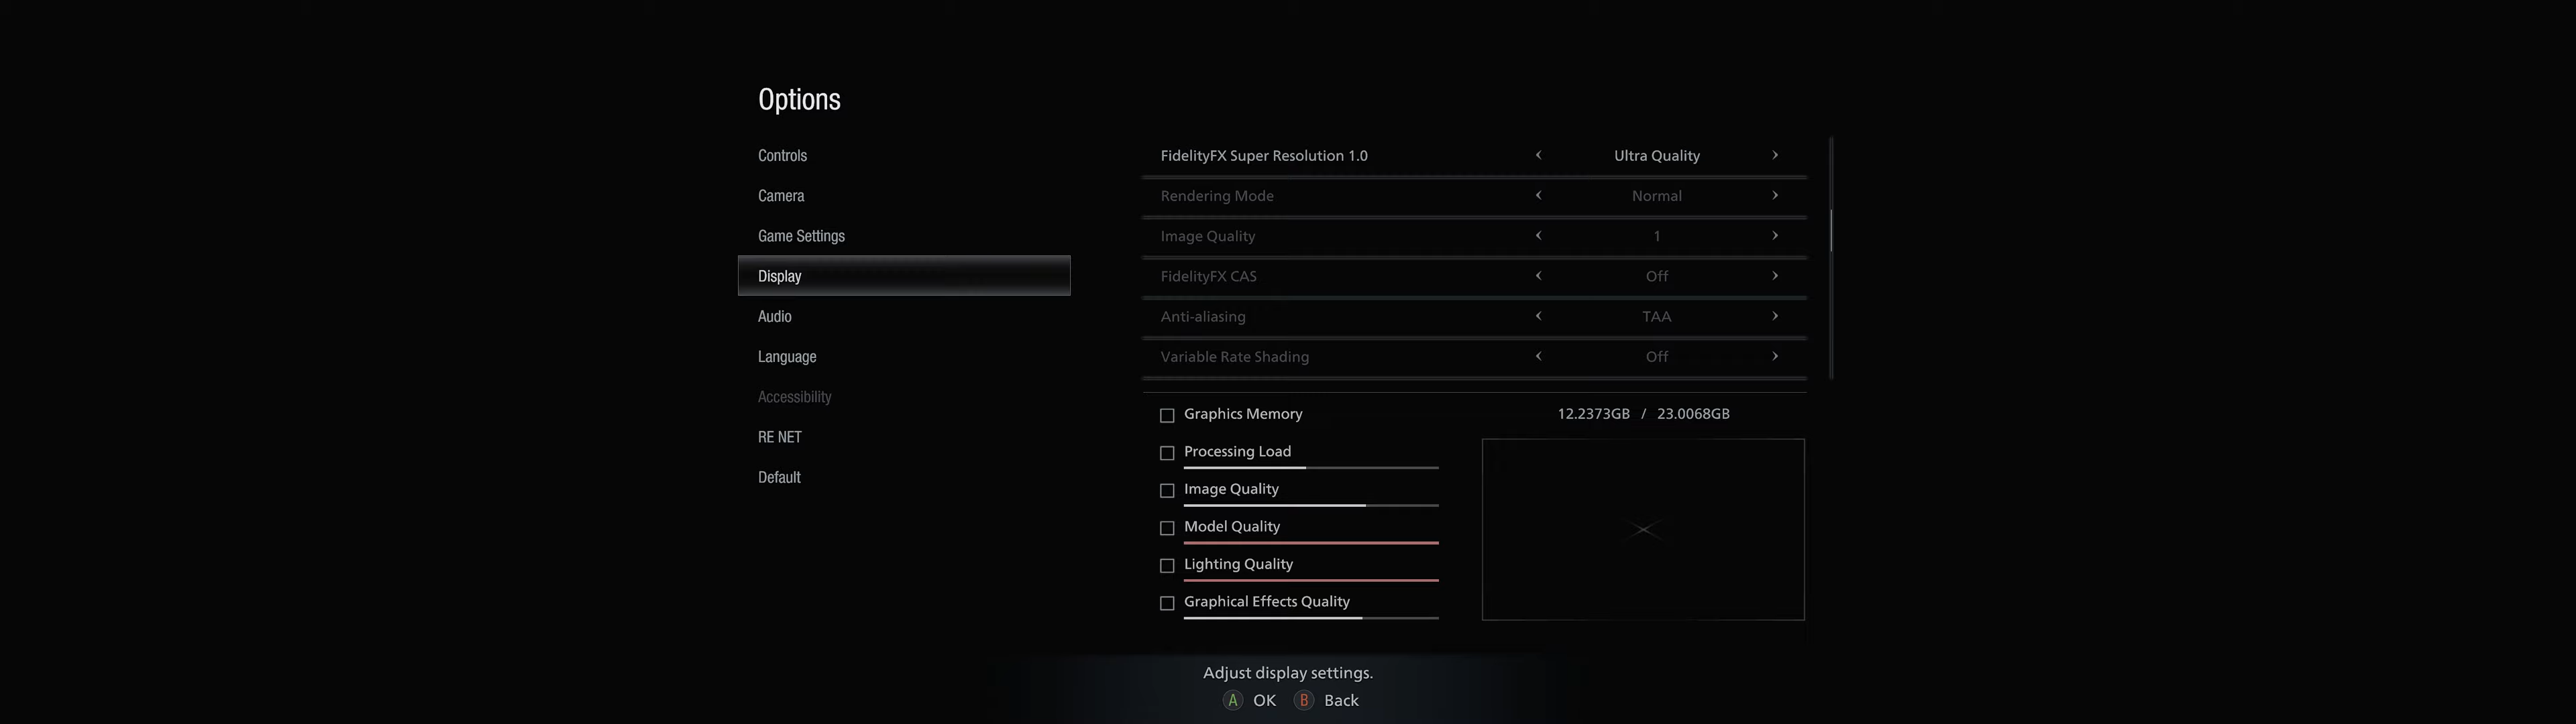 Options
Controls
Camera
Game Settings
Display
Audio
Language
Accessibility
RE NET
Default
FidelityFX Super Resolution 1.0 Ultra Quality
Rendering Mode Normal
Image Quality 1
FidelityFX CAS Off
Anti-aliasing TAA
Variable Rate Shading Off
Graphics Memory 12.2373GB / 23.0068GB
Processing Load
Image Quality
Model Quality
Lighting Quality
Graphical Effects Quality
Adjust display settings.
A OK B Back